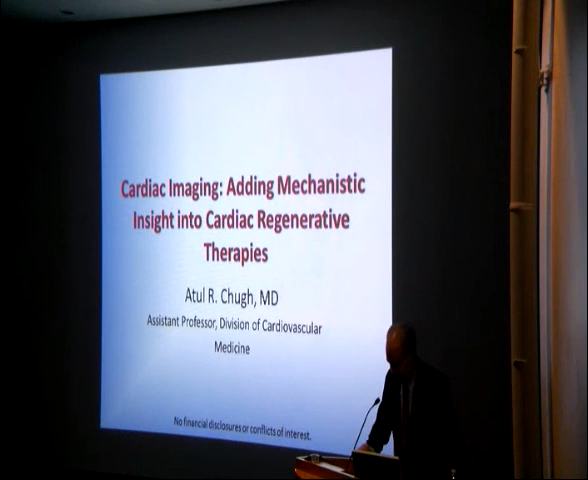 Cardiac Imaging: Adding Mechanistic
Insight into Cardiac Regenerative
Therapies
Atul R. Chugh, MD
Assistant Professor, Division of Cardiovascular
Medicine
No financial disclosures or conflicts of interest.